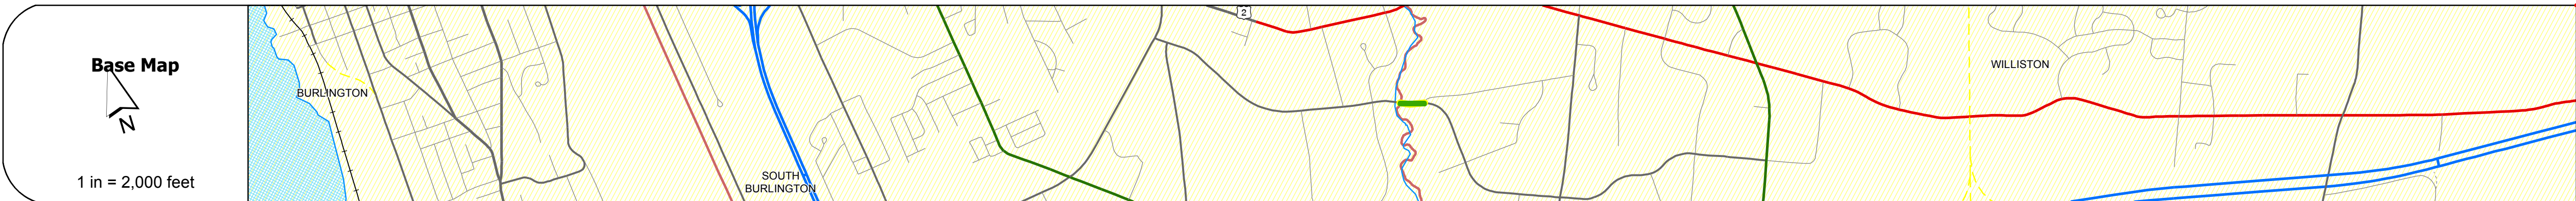 Base Map
N
1 in = 2,000 feet
BURLINGTON
SOUTH
BURLINGTON
2
WILLISTON